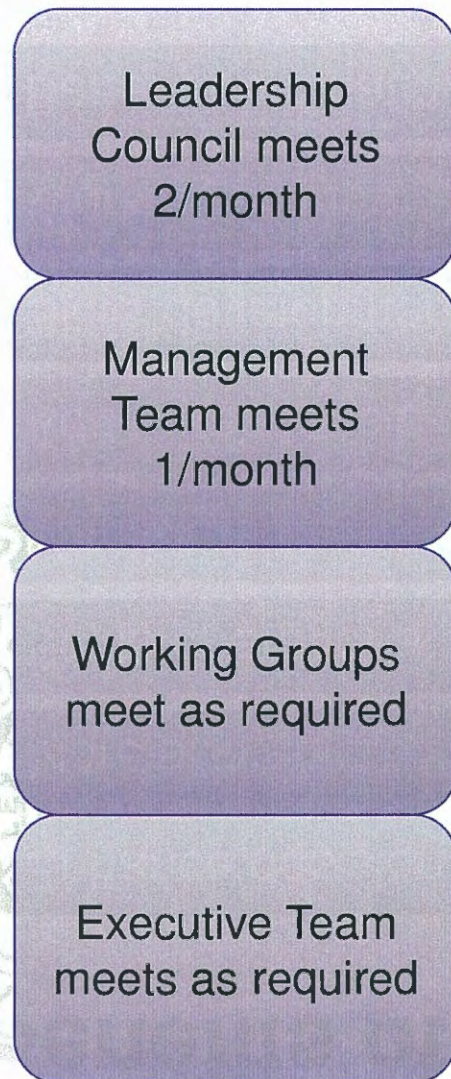 Leadership
Council meets
2/month
Management
Team meets
1/month
Working Groups
meet as required
Executive Team
meets as required